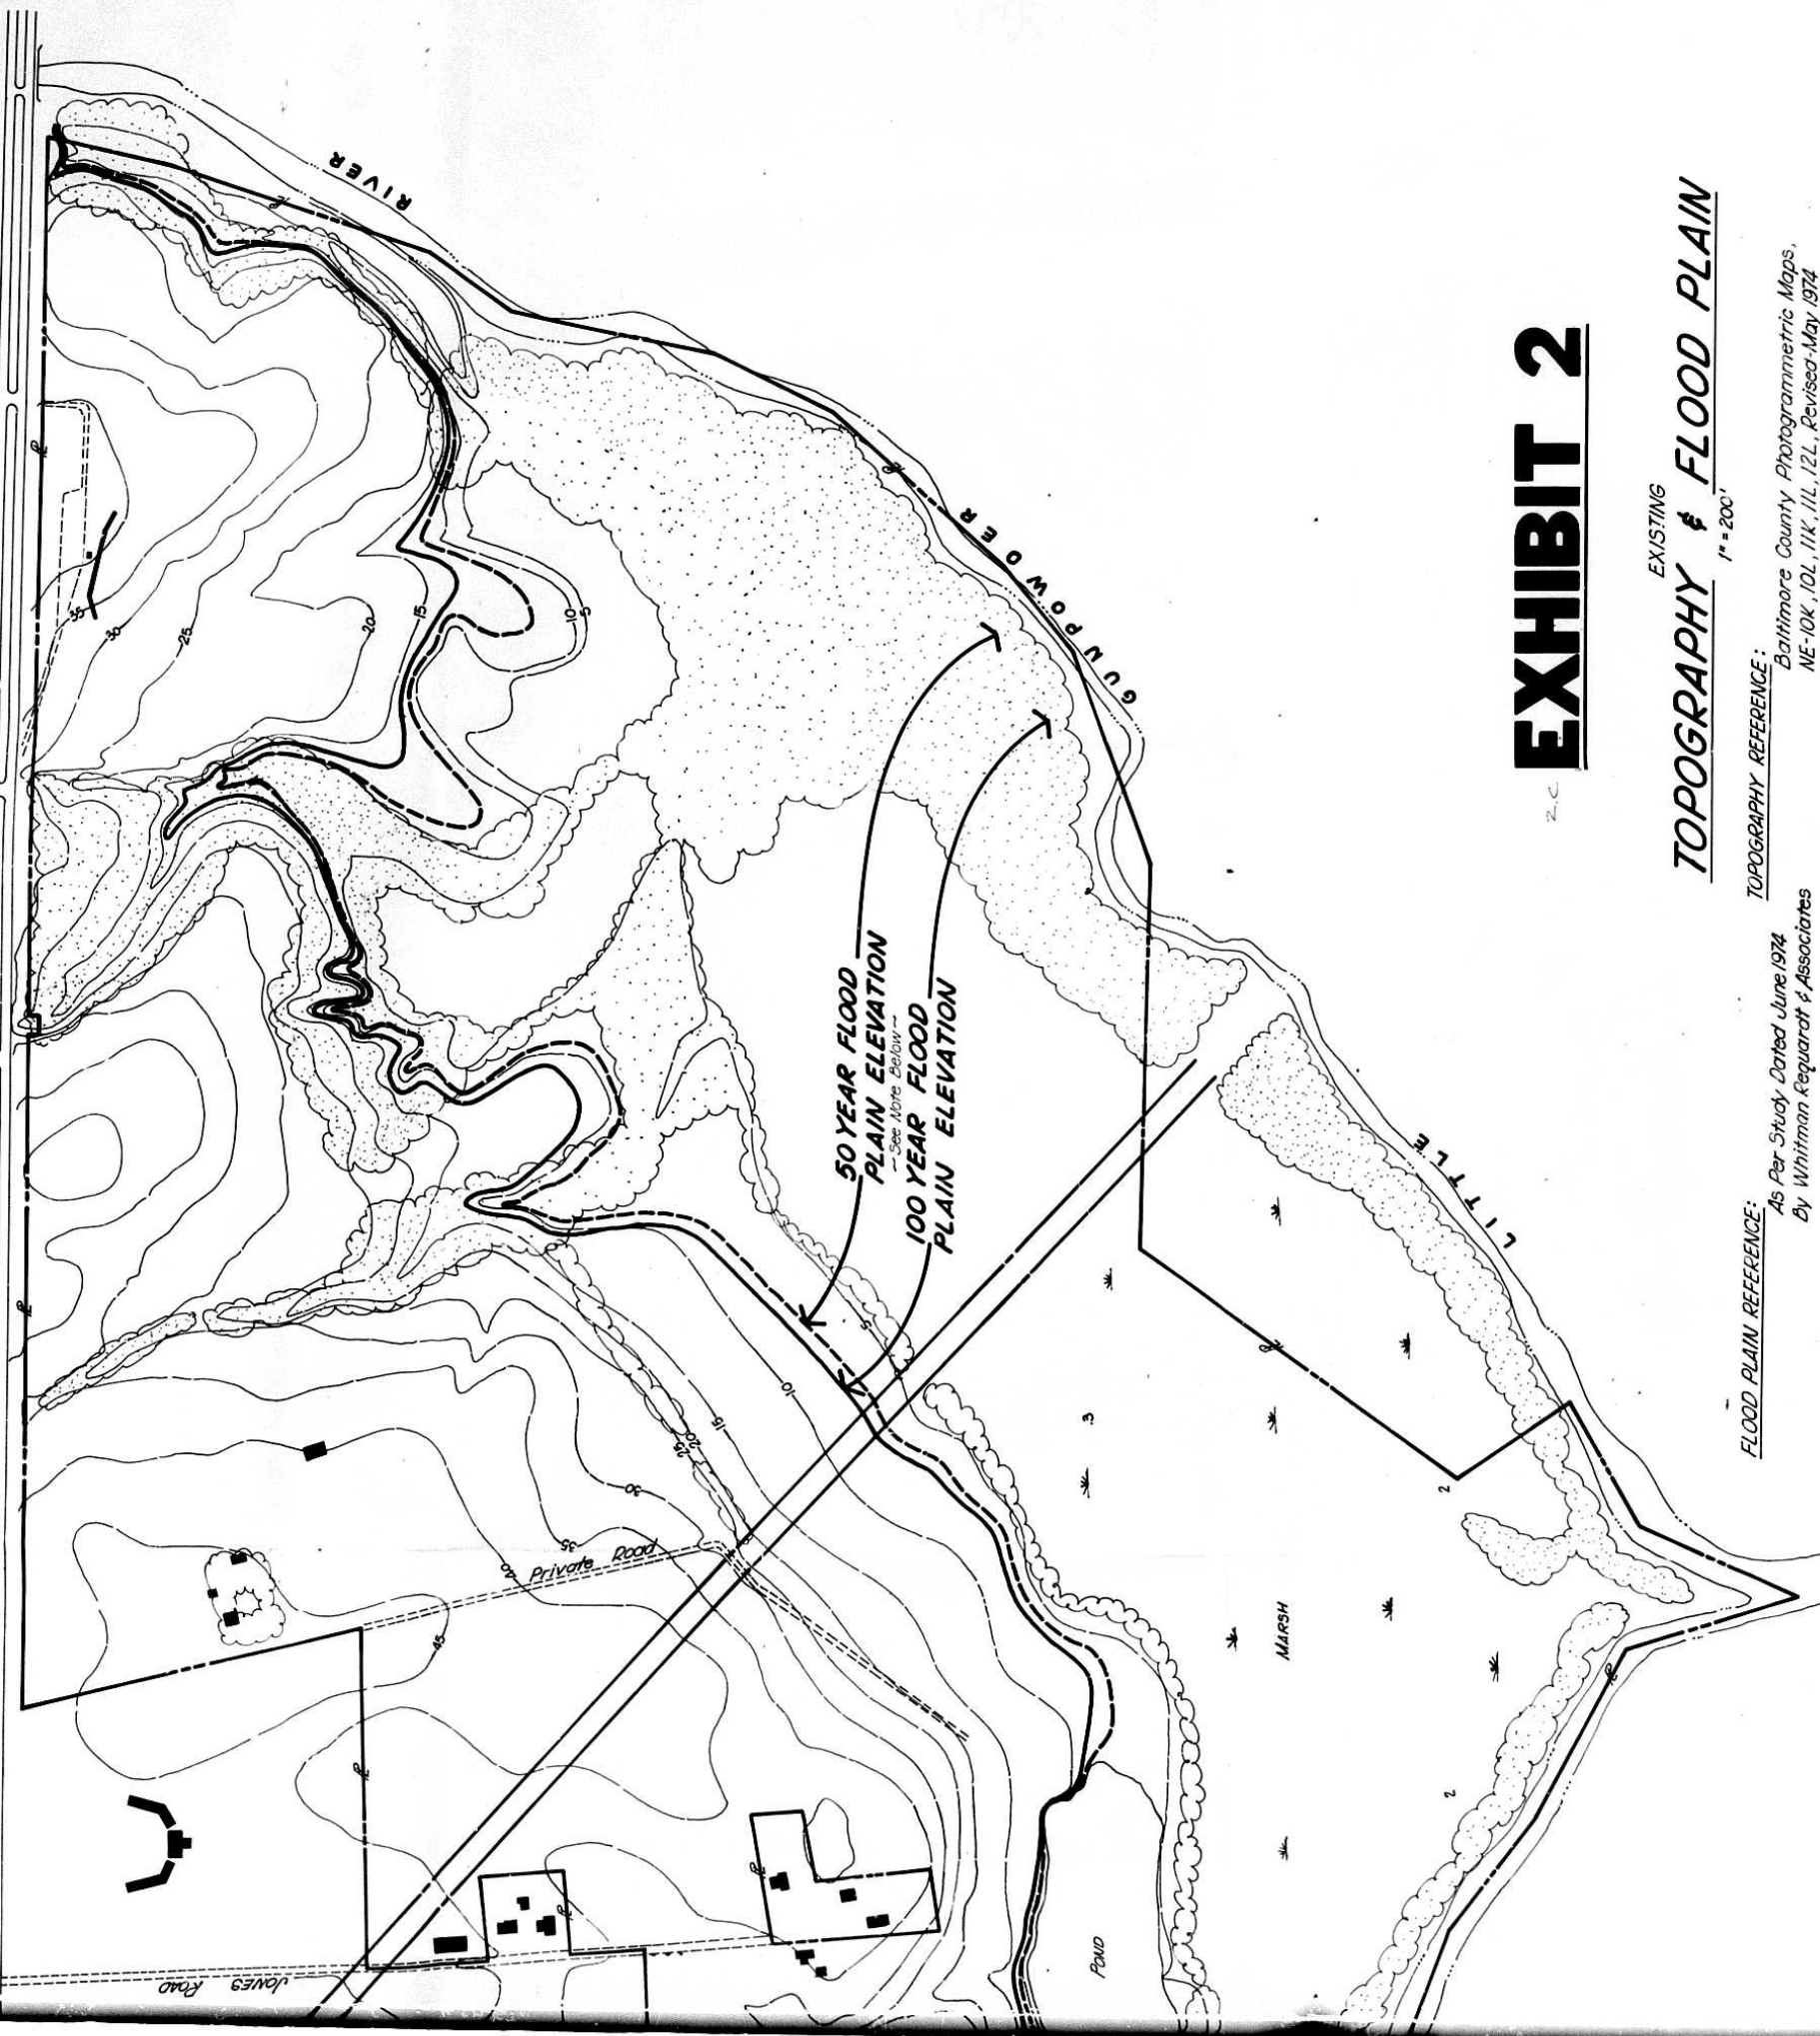 EXHIBIT 2
EXISTING
TOPOGRAPHY & FLOOD PLAIN
1" = 200'
TOPOGRAPHY REFERENCE:
Baltimore County Photogrammetric Maps,
NE-10K, 10L, 11K, 11L, 12L, Revised-May 1974
FLOOD PLAIN REFERENCE:
As Per Study Dated June 1974
By Whitman Requardt & Associates
50 YEAR FLOOD
PLAIN ELEVATION
-See Note Below-
100 YEAR FLOOD
PLAIN ELEVATION
LITTLE
GUNPOWDER
RIVER
MARSH
POND
Private Road
JONES ROAD
35
30
25
20
15
10
5
5
10
15
20
25
30
35
40
45
.3
2
2
2.C